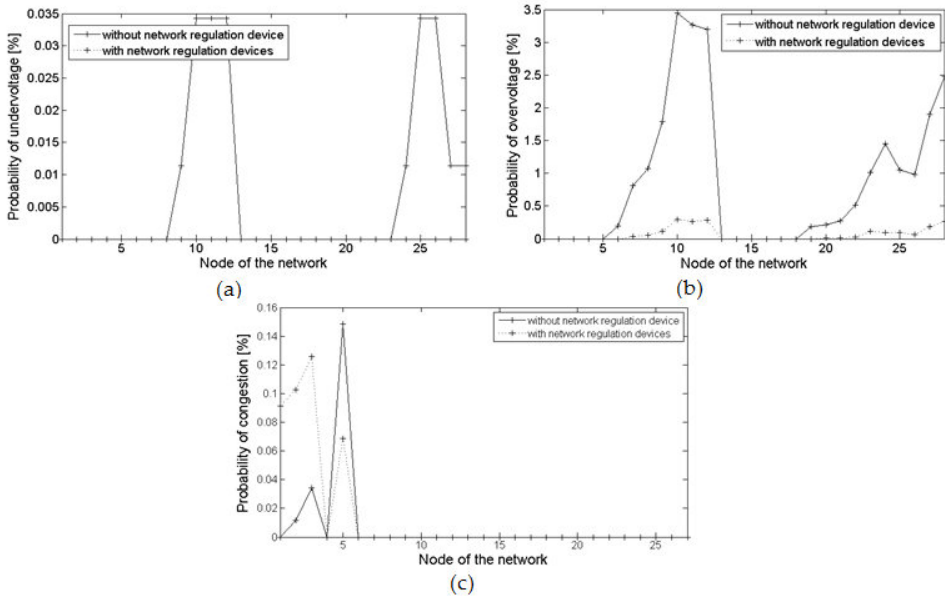 0.035
0.03
0.025
0.02
0.015
0.01
0.005
0
Probability of undervoltage [%]
without network regulation device
with network regulation devices
5 10 15 20 25
Node of the network
(a)
3.5
3
2.5
2
1.5
1
0.5
0
Probability of overvoltage [%]
without network regulation device
with network regulation devices
5 10 15 20 25
Node of the network
(b)
0.16
0.14
0.12
0.1
0.08
0.06
0.04
0.02
0
Probability of congestion [%]
without network regulation device
with network regulation devices
5 10 15 20 25
Node of the network
(c)